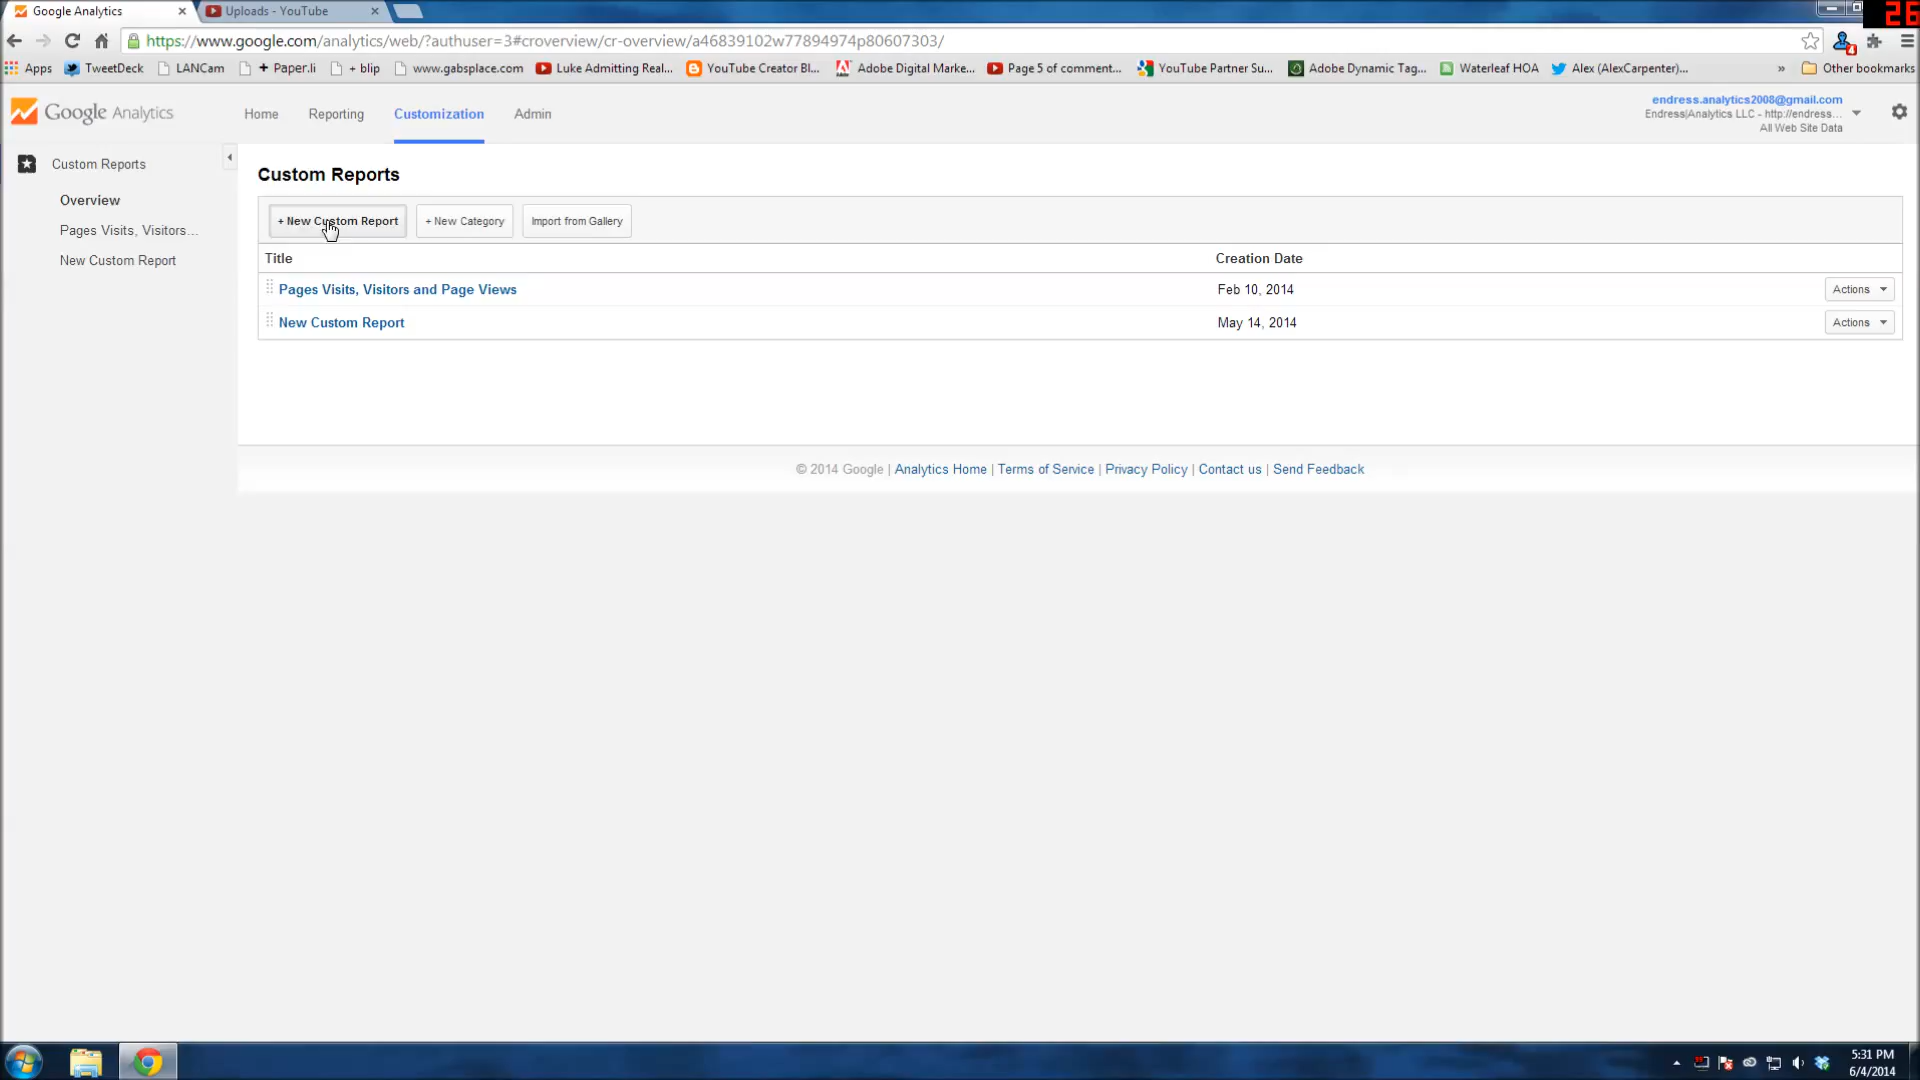 Google Analytics
Uploads - YouTube
26
https://www.google.com/analytics/web/?authuser=3#croverview/cr-overview/a46839102w77894974p80607303/
4
Apps
TweetDeck
LANCam
+ Paper.li
+ blip
www.gabsplace.com
Luke Admitting Real...
YouTube Creator Bl...
Adobe Digital Marke...
Page 5 of comment...
YouTube Partner Su...
Adobe Dynamic Tag...
Waterleaf HOA
Alex (AlexCarpenter)...
»
Other bookmarks
Google Analytics
Home
Reporting
Customization
Admin
endress.analytics2008@gmail.com
Endress|Analytics LLC - http://endress...
All Web Site Data
Custom Reports
Overview
Pages Visits, Visitors...
New Custom Report
Custom Reports
+ New Custom Report
+ New Category
Import from Gallery
Title
Creation Date
Pages Visits, Visitors and Page Views
Feb 10, 2014
Actions
New Custom Report
May 14, 2014
Actions
© 2014 Google | Analytics Home | Terms of Service | Privacy Policy | Contact us | Send Feedback
5:31 PM
6/4/2014